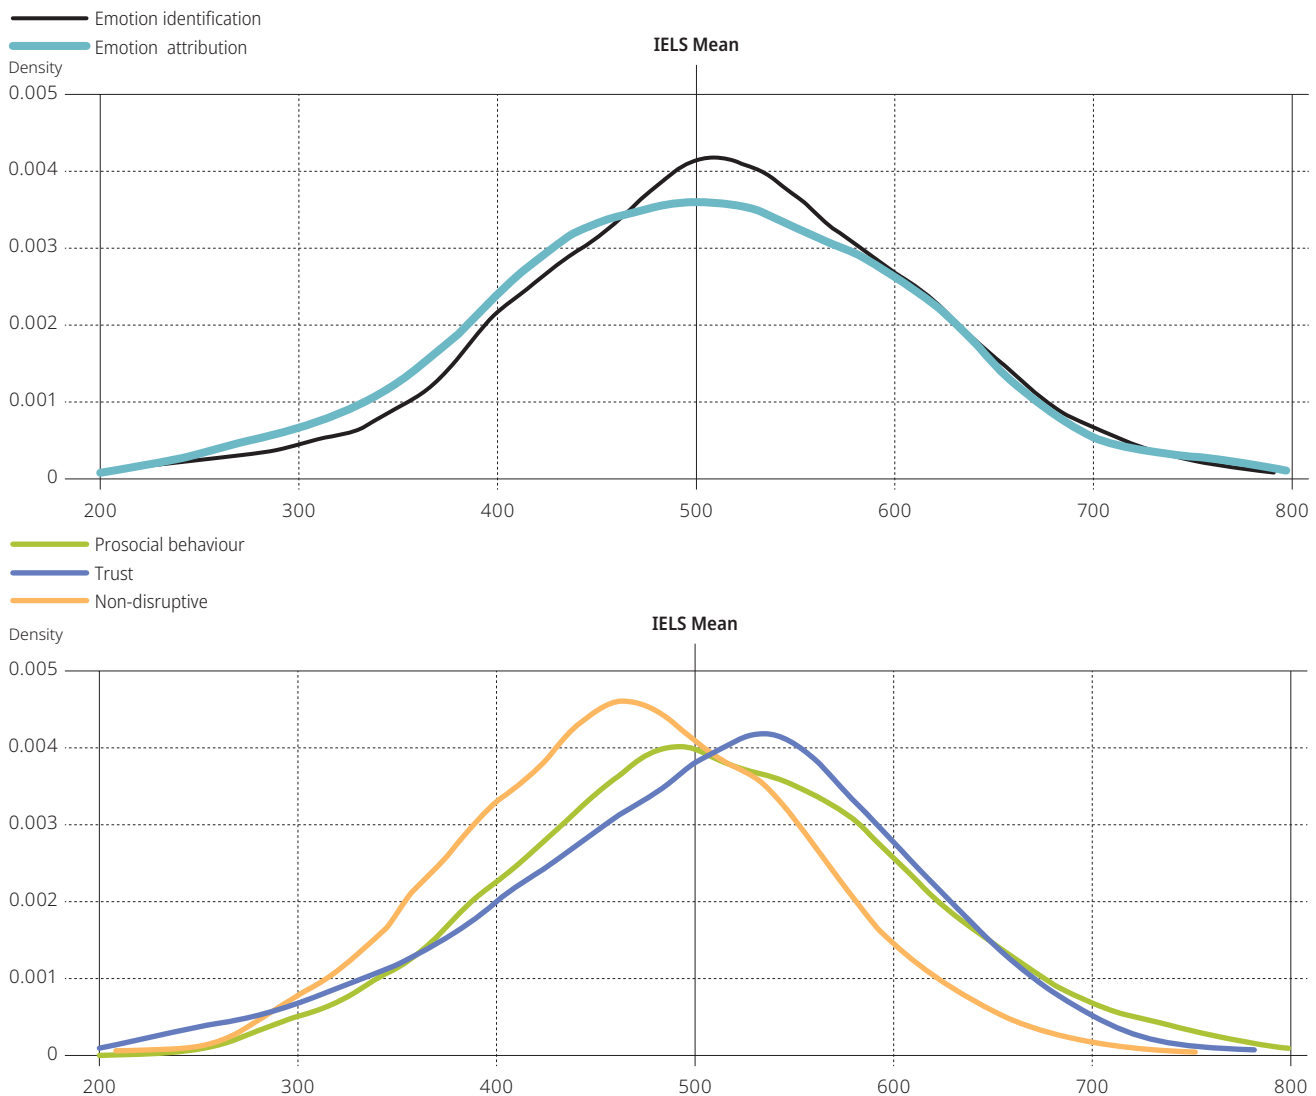 Emotion identification
Emotion attribution
IELS Mean
Density
0.005
0.004
0.003
0.002
0.001
0
200 300 400 500 600 700 800
Prosocial behaviour
Trust
Non-disruptive
IELS Mean
Density
0.005
0.004
0.003
0.002
0.001
0
200 300 400 500 600 700 800